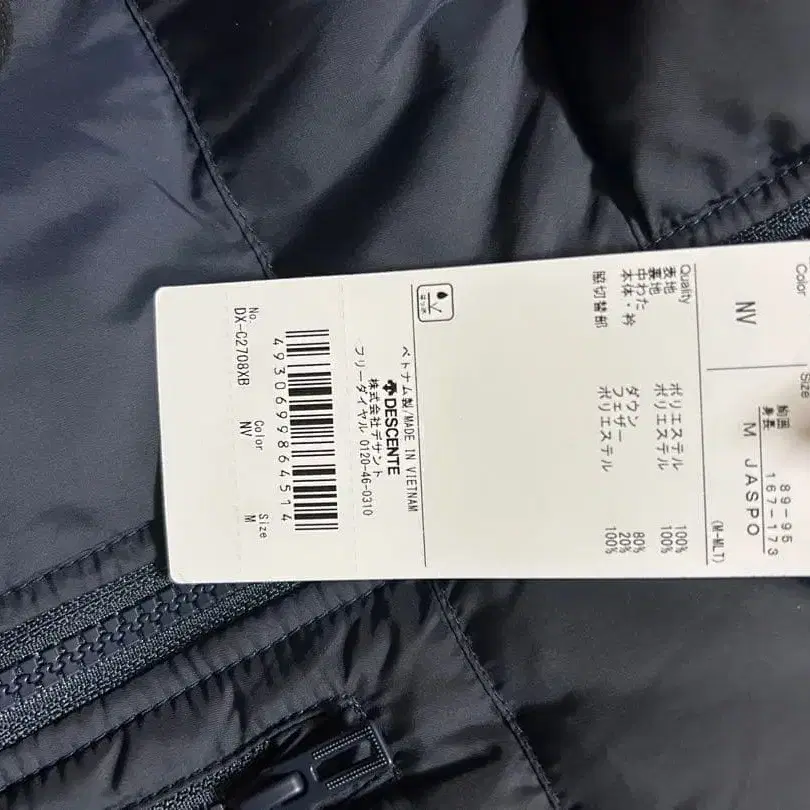 Color
NV
Size
胸囲 89-95
身長 167-173
M JASPO
(M-MLT)
Quality
表地 ポリエステル 100%
裏地 ポリエステル 100%
中わた
本体・衿 ダウン 80%
フェザー 20%
脇切替部 ポリエステル 100%
はっ水
ベトナム製/MADE IN VIETNAM
DESCENTE
株式会社デサント
フリーダイヤル 0120-46-0310
4930699864514
No. Color Size
DX-C2708XB NV M